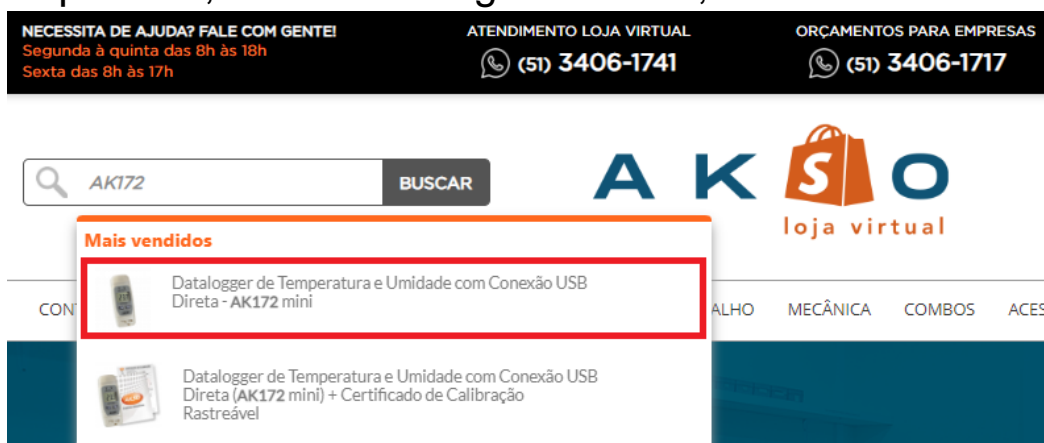 NECESSITA DE AJUDA? FALE COM GENTE!
Segunda à quinta das 8h às 18h
Sexta das 8h às 17h
ATENDIMENTO LOJA VIRTUAL
(51) 3406-1741
ORÇAMENTOS PARA EMPRESAS
(51) 3406-1717
AK172
BUSCAR
AKSO
loja virtual
Mais vendidos
Datalogger de Temperatura e Umidade com Conexão USB
Direta - AK172 mini
CON
ALHO
MECÂNICA
COMBOS
ACES
Datalogger de Temperatura e Umidade com Conexão USB
Direta (AK172 mini) + Certificado de Calibração
Rastreável